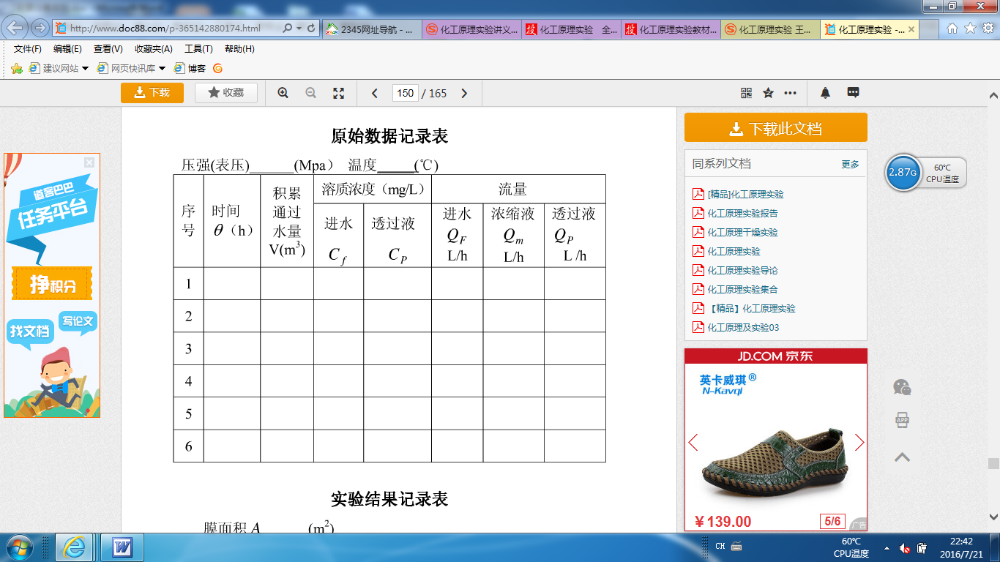 http://www.doc88.com/p-365142880174.html
2345网址导航 - ...
化工原理实验讲义...
化工原理实验 全...
化工原理实验教材...
化工原理实验 王...
化工原理实验 -...
文件(F) 编辑(E) 查看(V) 收藏夹(A) 工具(T) 帮助(H)
建议网站 网页快讯库 博客
下载 收藏 150 / 165
原始数据记录表
压强(表压)______(Mpa） 温度_____(℃)
序号
时间 θ（h）
积累通过水量 V(m³)
溶质浓度（mg/L）
流量
进水 C_f
透过液 C_P
进水 Q_F L/h
浓缩液 Q_m L/h
透过液 Q_P L /h
1
2
3
4
5
6
实验结果记录表
膜面积 A______(m²)
道客巴巴
任务平台
挣积分
写论文
找文档
下载此文档
同系列文档 更多
[精品]化工原理实验
化工原理实验报告
化工原理干燥实验
化工原理实验
化工原理实验导论
化工原理实验集合
【精品】化工原理实验
化工原理及实验03
JD.COM 京东
英卡威琪®
N-Kavqi
￥139.00
5/6
广告
2.87G
60℃
CPU温度
APP
CH
60℃
CPU温度
22:42
2016/7/21